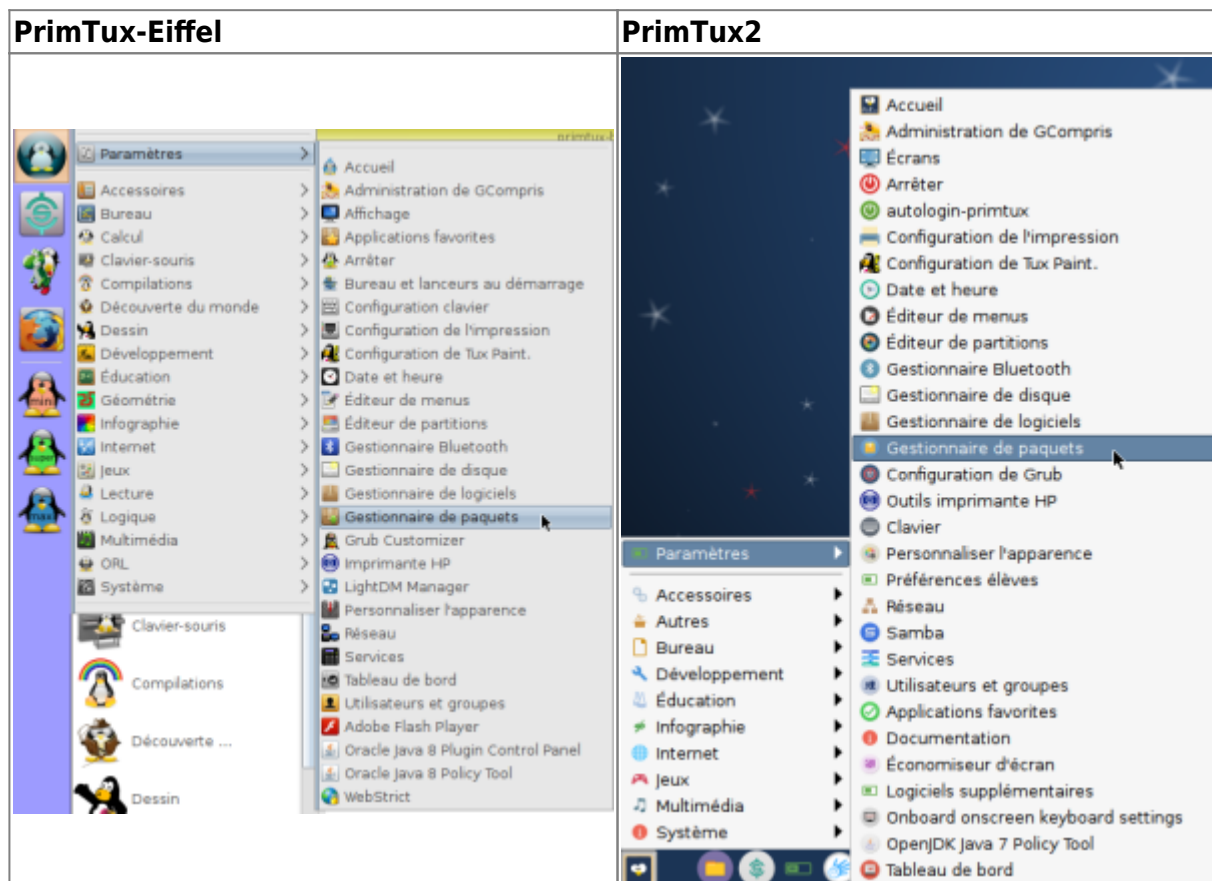 PrimTux-Eiffel
PrimTux2
Paramètres
Accessoires
Bureau
Calcul
Clavier-souris
Compilations
Découverte du monde
Dessin
Développement
Éducation
Géométrie
Infographie
Internet
Jeux
Lecture
Logique
Multimédia
ORL
Système
mini
super
maxi
Clavier-souris
Compilations
Découverte ...
Dessin
Accueil
Administration de GCompris
Affichage
Applications favorites
Arrêter
Bureau et lanceurs au démarrage
Configuration clavier
Configuration de l'impression
Configuration de Tux Paint.
Date et heure
Éditeur de menus
Éditeur de partitions
Gestionnaire Bluetooth
Gestionnaire de disque
Gestionnaire de logiciels
Gestionnaire de paquets
Grub Customizer
Imprimante HP
LightDM Manager
Personnaliser l'apparence
Réseau
Services
Tableau de bord
Utilisateurs et groupes
Adobe Flash Player
Oracle Java 8 Plugin Control Panel
Oracle Java 8 Policy Tool
WebStrict
Paramètres
Accessoires
Autres
Bureau
Développement
Éducation
Infographie
Internet
Jeux
Multimédia
Système
Accueil
Administration de GCompris
Écrans
Arrêter
autologin-primtux
Configuration de l'impression
Configuration de Tux Paint.
Date et heure
Éditeur de menus
Éditeur de partitions
Gestionnaire Bluetooth
Gestionnaire de disque
Gestionnaire de logiciels
Gestionnaire de paquets
Configuration de Grub
Outils imprimante HP
Clavier
Personnaliser l'apparence
Préférences élèves
Réseau
Samba
Services
Utilisateurs et groupes
Applications favorites
Documentation
Économiseur d'écran
Logiciels supplémentaires
Onboard onscreen keyboard settings
OpenJDK Java 7 Policy Tool
Tableau de bord